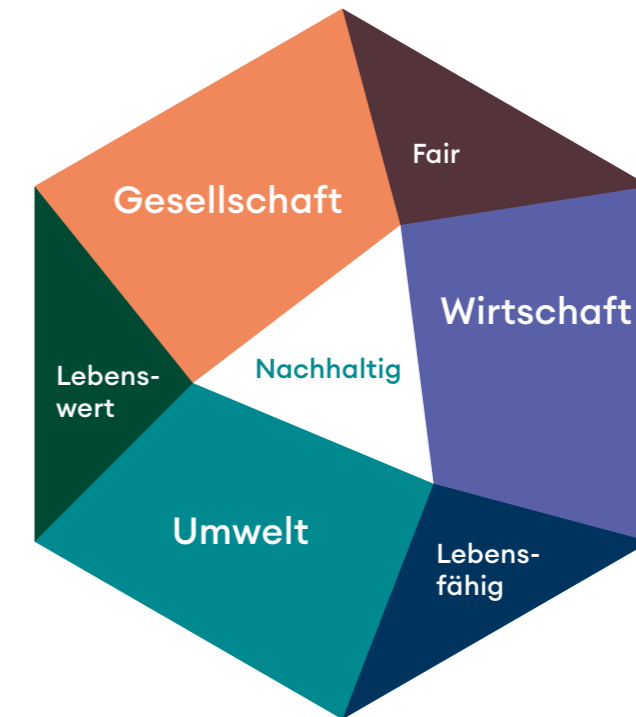 Fair
Gesellschaft
Wirtschaft
Nachhaltig
Lebens-
wert
Umwelt
Lebens-
fähig